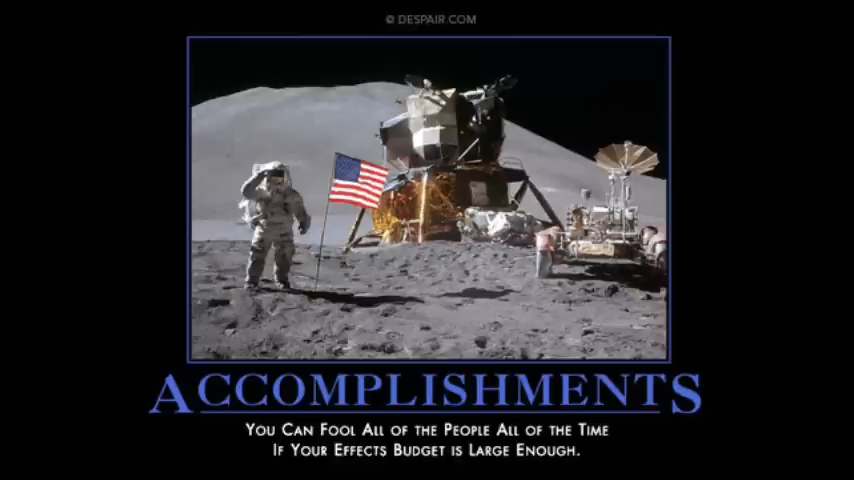 © DESPAIR.COM
ACCOMPLISHMENTS
YOU CAN FOOL ALL OF THE PEOPLE ALL OF THE TIME
IF YOUR EFFECTS BUDGET IS LARGE ENOUGH.